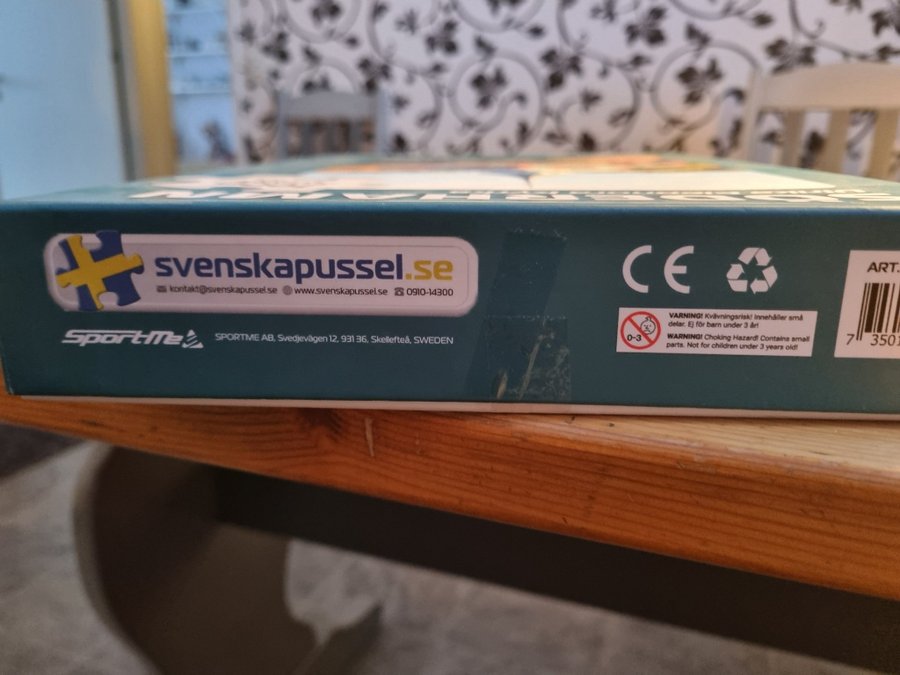 svenskapussel.se
kontakt@svenskapussel.se www.svenskapussel.se 0910-14300
SportMe
SPORTME AB, Svedjevägen 12, 931 36, Skellefteå, SWEDEN
CE
0-3
VARNING! Kvävningsrisk! Innehåller små
delar. Ej för barn under 3 år!
WARNING! Choking Hazard! Contains small
parts. Not for children under 3 years old!
ART.
7 3501